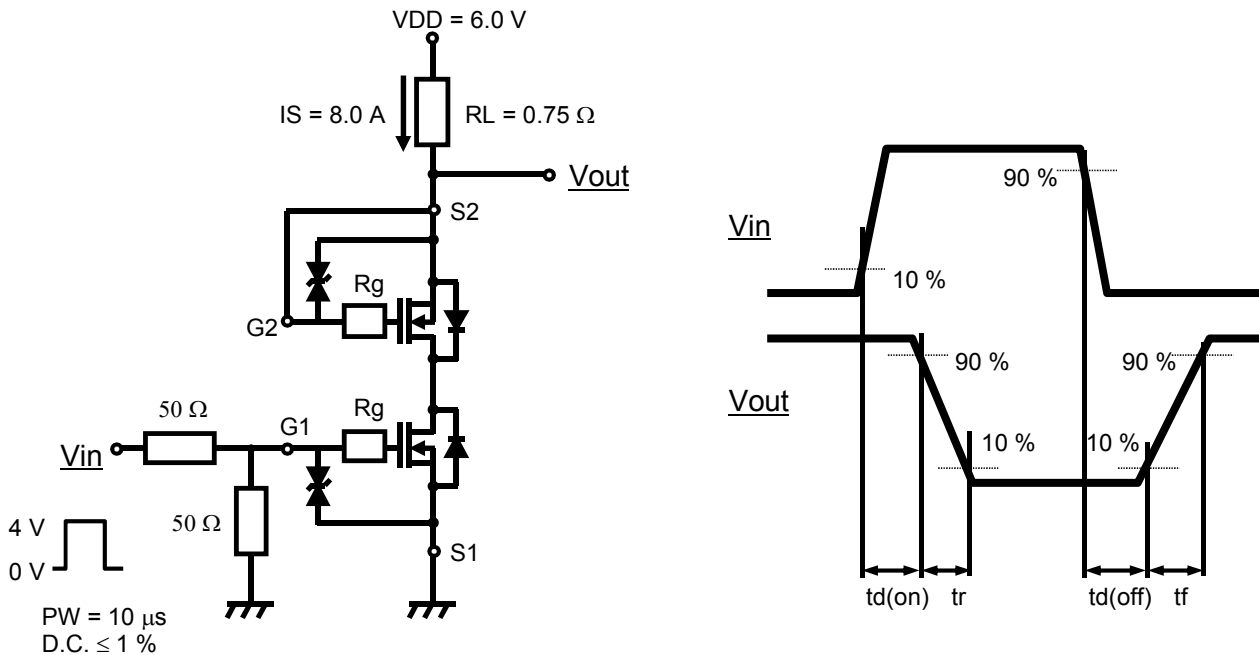 VDD = 6.0 V
IS = 8.0 A
RL = 0.75 Ω
Vout
S2
Rg
G2
50 Ω
G1
Rg
Vin
50 Ω
4 V
0 V
S1
PW = 10 μs
D.C. ≤ 1 %
Vin
90 %
10 %
Vout
90 %
90 %
10 %
10 %
td(on)
tr
td(off)
tf